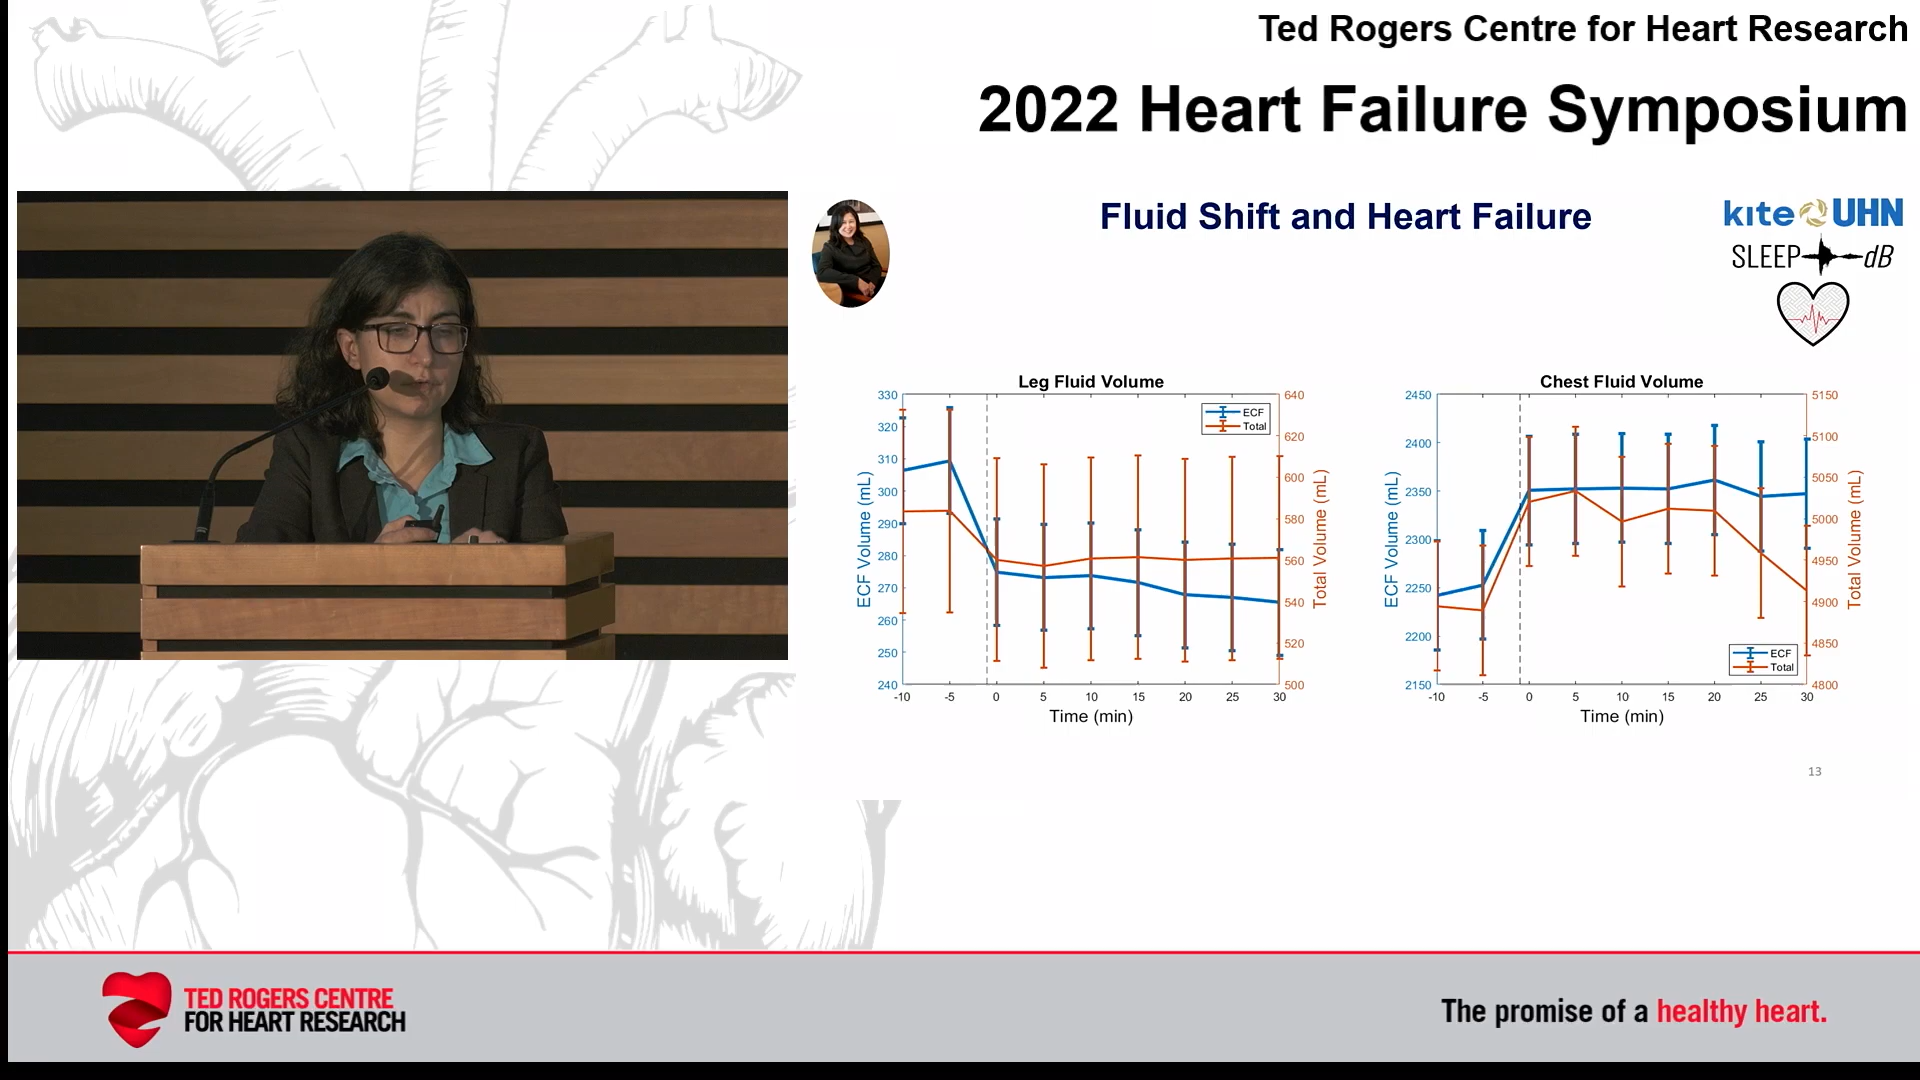 Ted Rogers Centre for Heart Research
2022 Heart Failure Symposium
Fluid Shift and Heart Failure
kıte UHN
SLEEP dB
Leg Fluid Volume
330
320
310
300
290
280
270
260
250
240
ECF Volume (mL)
640
620
600
580
560
540
520
500
Total Volume (mL)
ECF
Total
-10 -5 0 5 10 15 20 25 30
Time (min)
Chest Fluid Volume
2450
2400
2350
2300
2250
2200
2150
ECF Volume (mL)
5150
5100
5050
5000
4950
4900
4850
4800
Total Volume (mL)
ECF
Total
-10 -5 0 5 10 15 20 25 30
Time (min)
13
TED ROGERS CENTRE
FOR HEART RESEARCH
The promise of a healthy heart.